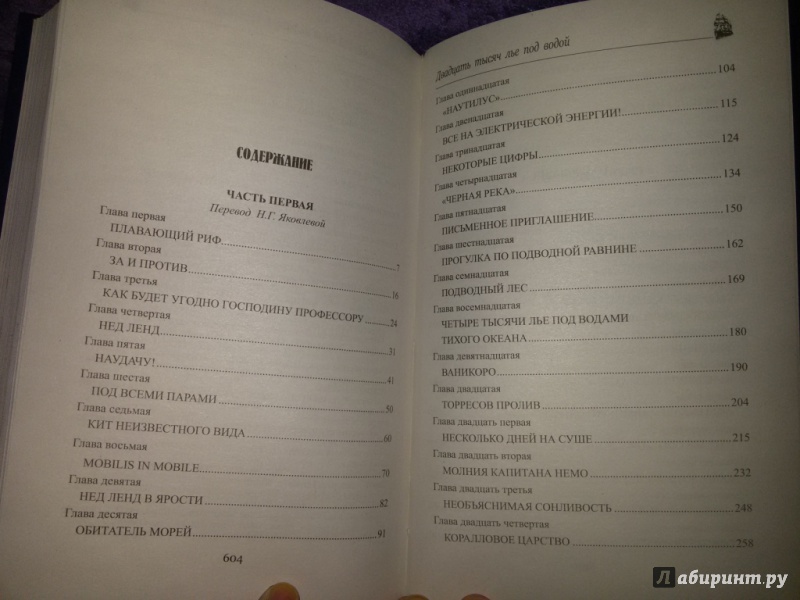 СОДЕРЖАНИЕ
ЧАСТЬ ПЕРВАЯ
Перевод Н.Г. Яковлевой
Глава первая
ПЛАВАЮЩИЙ РИФ 7
Глава вторая
ЗА И ПРОТИВ 16
Глава третья
КАК БУДЕТ УГОДНО ГОСПОДИНУ ПРОФЕССОРУ 24
Глава четвертая
НЕД ЛЕНД 31
Глава пятая
НАУДАЧУ! 41
Глава шестая
ПОД ВСЕМИ ПАРАМИ 50
Глава седьмая
КИТ НЕИЗВЕСТНОГО ВИДА 60
Глава восьмая
MOBILIS IN MOBILE 70
Глава девятая
НЕД ЛЕНД В ЯРОСТИ 82
Глава десятая
ОБИТАТЕЛЬ МОРЕЙ 91
604
Двадцать тысяч лье под водой
Глава одиннадцатая
«НАУТИЛУС» 104
Глава двенадцатая
ВСЕ НА ЭЛЕКТРИЧЕСКОЙ ЭНЕРГИИ! 115
Глава тринадцатая
НЕКОТОРЫЕ ЦИФРЫ 124
Глава четырнадцатая
«ЧЕРНАЯ РЕКА» 134
Глава пятнадцатая
ПИСЬМЕННОЕ ПРИГЛАШЕНИЕ 150
Глава шестнадцатая
ПРОГУЛКА ПО ПОДВОДНОЙ РАВНИНЕ 162
Глава семнадцатая
ПОДВОДНЫЙ ЛЕС 169
Глава восемнадцатая
ЧЕТЫРЕ ТЫСЯЧИ ЛЬЕ ПОД ВОДАМИ
ТИХОГО ОКЕАНА 180
Глава девятнадцатая
ВАНИКОРО 190
Глава двадцатая
ТОРРЕСОВ ПРОЛИВ 204
Глава двадцать первая
НЕСКОЛЬКО ДНЕЙ НА СУШЕ 215
Глава двадцать вторая
МОЛНИЯ КАПИТАНА НЕМО 232
Глава двадцать третья
НЕОБЪЯСНИМАЯ СОНЛИВОСТЬ 248
Глава двадцать четвертая
КОРАЛЛОВОЕ ЦАРСТВО 258
Лабиринт.ру